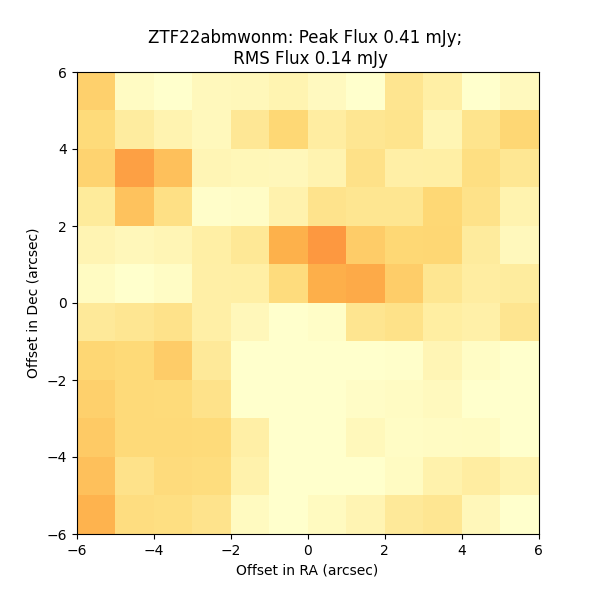 ZTF22abmwonm: Peak Flux 0.41 mJy;
RMS Flux 0.14 mJy
6
4
2
0
−2
−4
−6
Offset in Dec (arcsec)
−6 −4 −2 0 2 4 6
Offset in RA (arcsec)